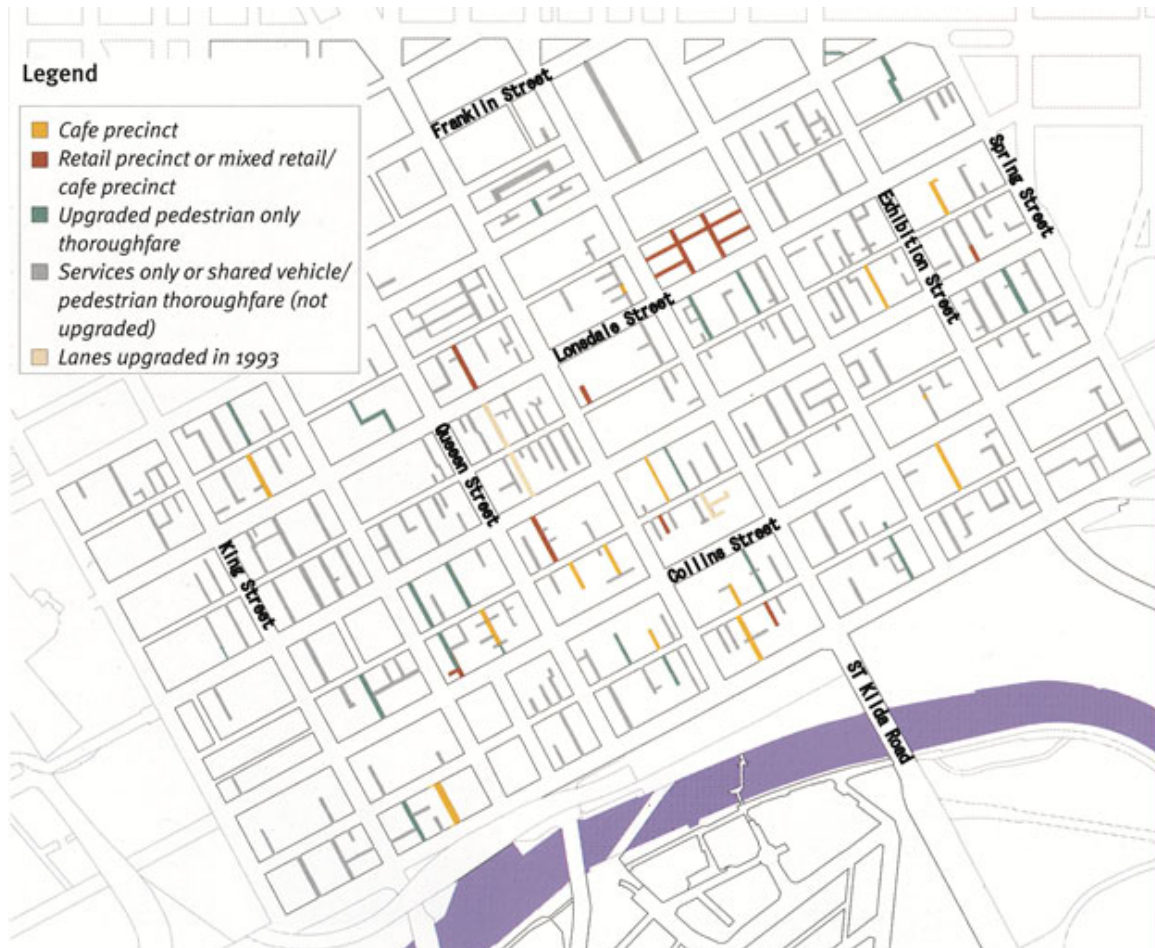 Legend
Cafe precinct
Retail precinct or mixed retail/
cafe precinct
Upgraded pedestrian only
thoroughfare
Services only or shared vehicle/
pedestrian thoroughfare (not
upgraded)
Lanes upgraded in 1993
Franklin Street
Spring Street
Exhibition Street
Lonsdale Street
Queen Street
Collins Street
King Street
ST Kilda Road